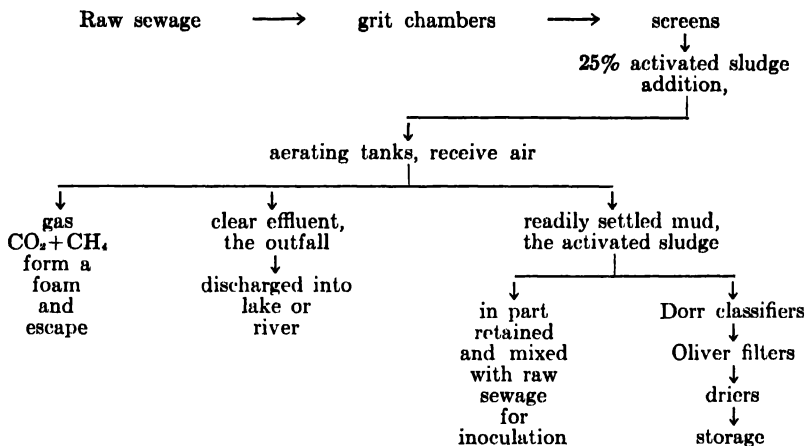 Raw sewage → grit chambers → screens
↓
25% activated sludge
addition,
↓
aerating tanks, receive air
↓ ↓ ↓
gas
CO₂+CH₄
form a
foam
and
escape
clear effluent,
the outfall
↓
discharged into
lake or
river
readily settled mud,
the activated sludge
↓ ↓
in part
retained
and mixed
with raw
sewage
for
inoculation
Dorr classifiers
↓
Oliver filters
↓
driers
↓
storage